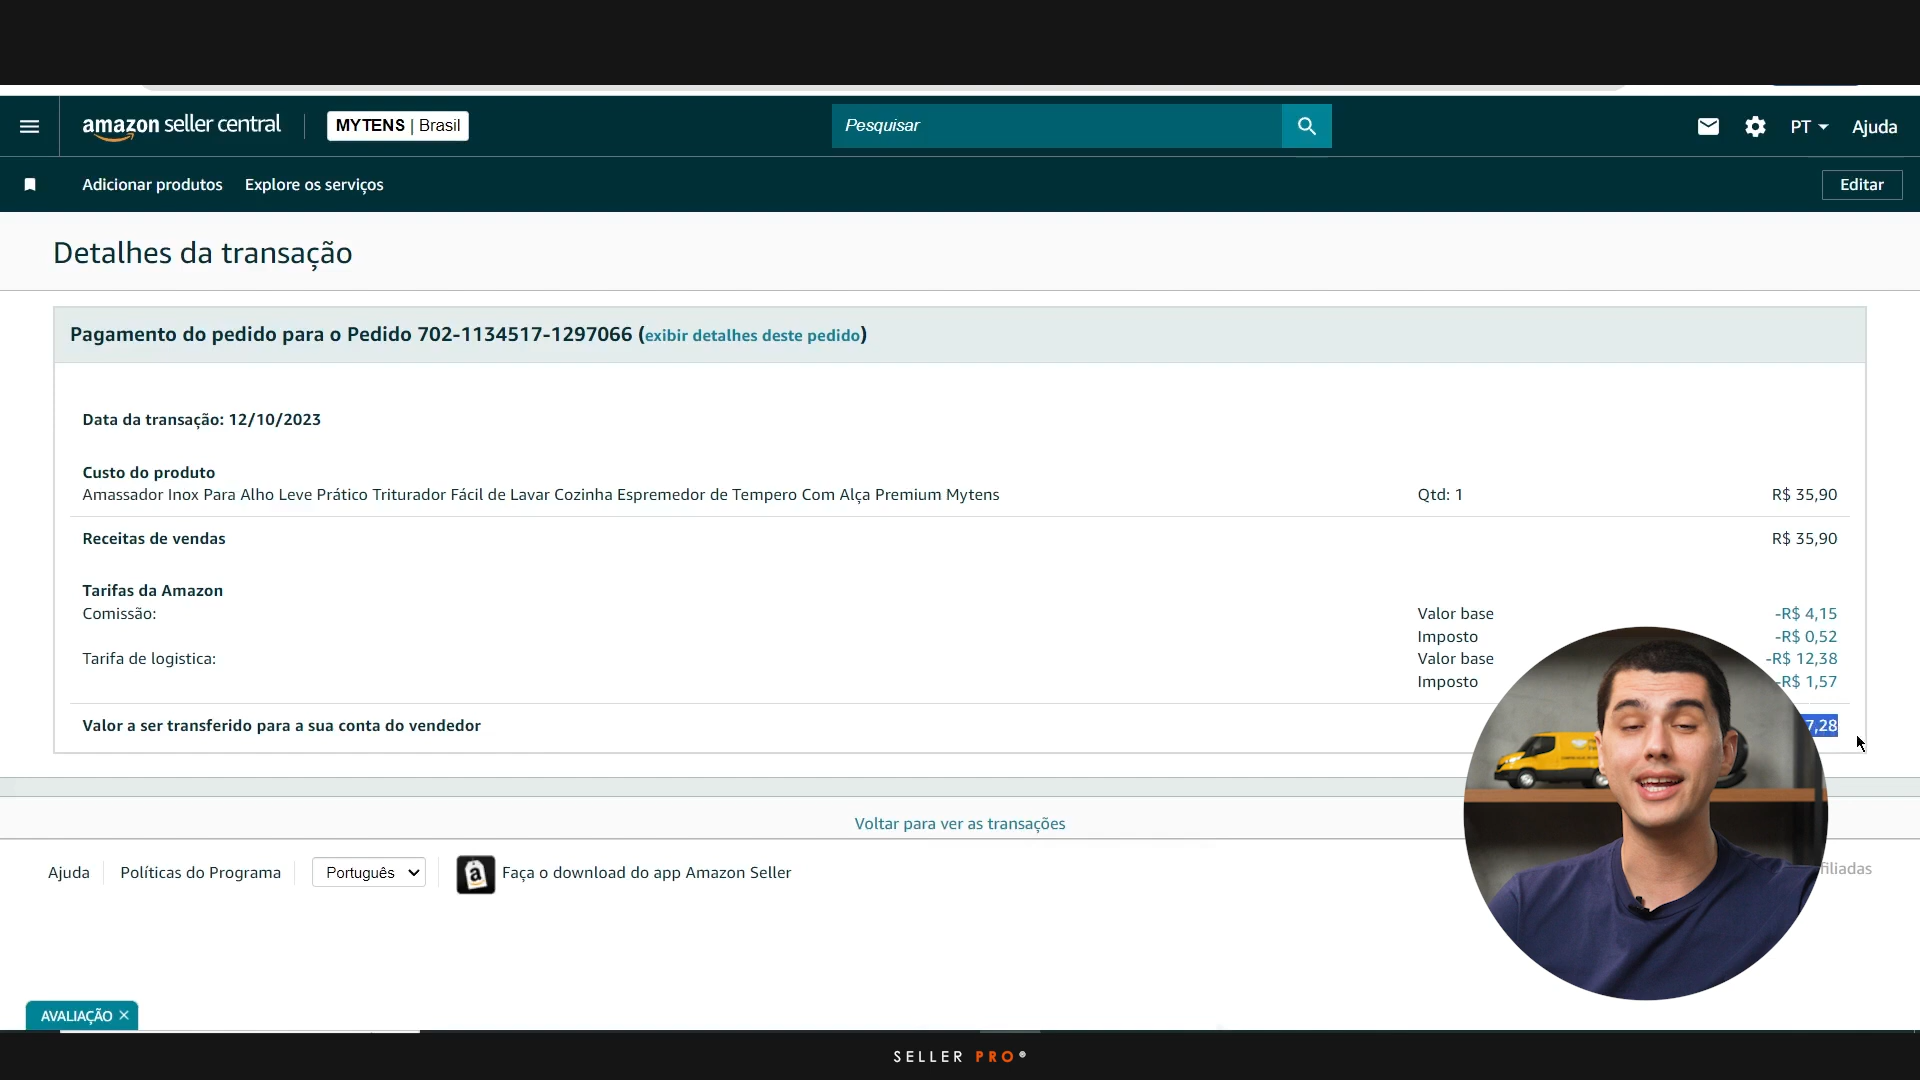 amazon seller central
MYTENS | Brasil
Pesquisar
PT
Ajuda
Adicionar produtos
Explore os serviços
Editar
Detalhes da transação
Pagamento do pedido para o Pedido 702-1134517-1297066 (exibir detalhes deste pedido)
Data da transação: 12/10/2023
Custo do produto
Amassador Inox Para Alho Leve Prático Triturador Fácil de Lavar Cozinha Espremedor de Tempero Com Alça Premium Mytens Qtd: 1 R$ 35,90
Receitas de vendas R$ 35,90
Tarifas da Amazon
Comissão: Valor base -R$ 4,15
Imposto -R$ 0,52
Tarifa de logistica: Valor base -R$ 12,38
Imposto -R$ 1,57
Valor a ser transferido para a sua conta do vendedor 7,28
Voltar para ver as transações
Ajuda
Políticas do Programa
Português
Faça o download do app Amazon Seller
filiadas
AVALIAÇÃO ×
SELLER PRO®